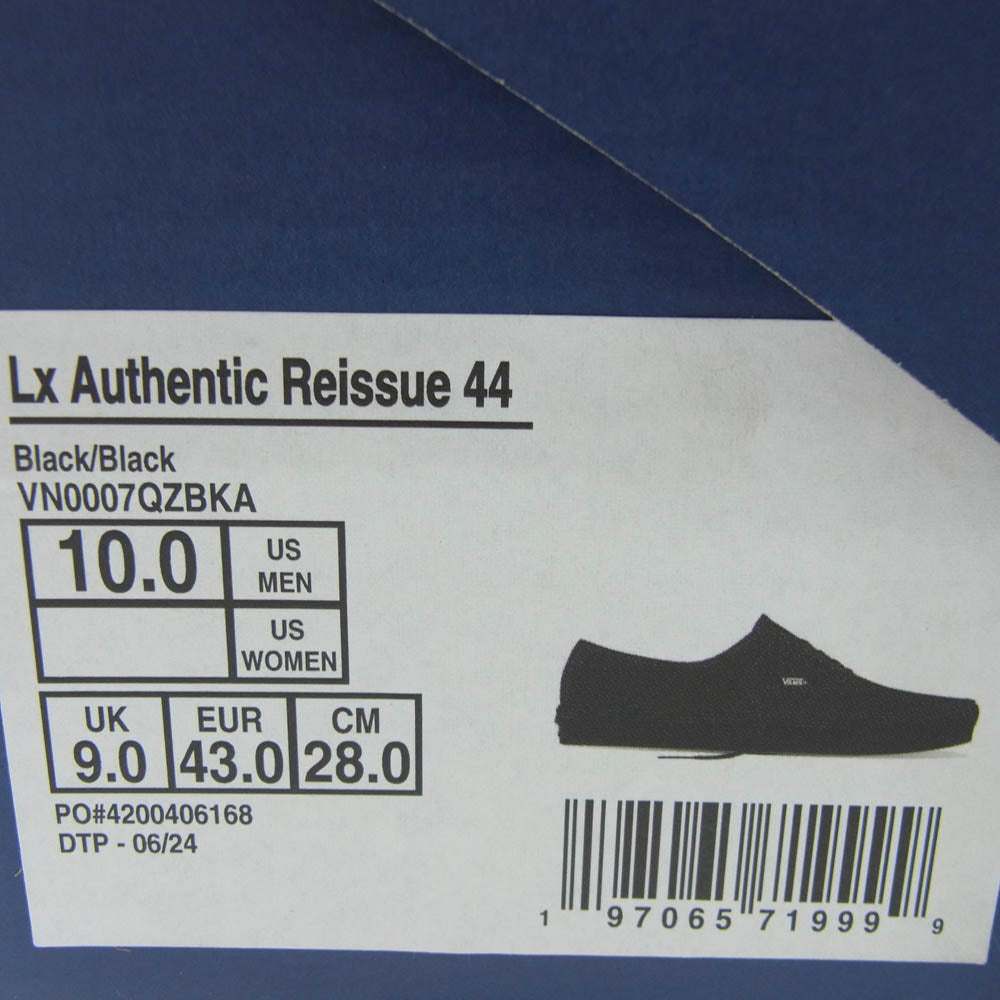 Lx Authentic Reissue 44
Black/Black
VN0007QZBKA
10.0 US MEN
US WOMEN
UK EUR CM
9.0 43.0 28.0
PO#4200406168
DTP - 06/24
VANS
1 97065 71999 9